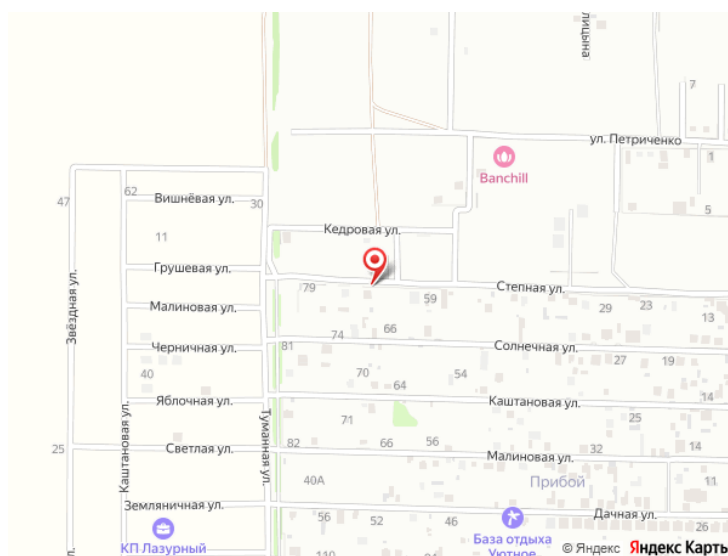 лицына
7
ул. Петриченко
1
Banchill
62
Вишнёвая ул.
30
47
5
11
Кедровая ул.
Грушевая ул.
79
59
Степная ул.
Звёздная ул.
Малиновая ул.
29
23
13
74
66
81
Черничная ул.
Солнечная ул.
27
19
40
70
54
64
Яблочная ул.
Каштановая ул.
14
Каштановая ул.
Туманная ул.
71
25
Светлая ул.
82
66
56
32
Малиновая ул.
40А
Прибой
11
Земляничная ул.
56
52
46
Дачная ул.
26
КП Лазурный
База отдыха
Уютное
© Яндекс Яндекс Карты